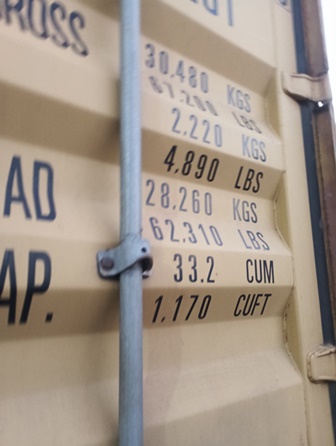 GROSS
30,480 KGS
67,200 LBS
2,220 KGS
4,890 LBS
AD 28,260 KGS
62,310 LBS
AP. 33.2 CUM
1,170 CUFT